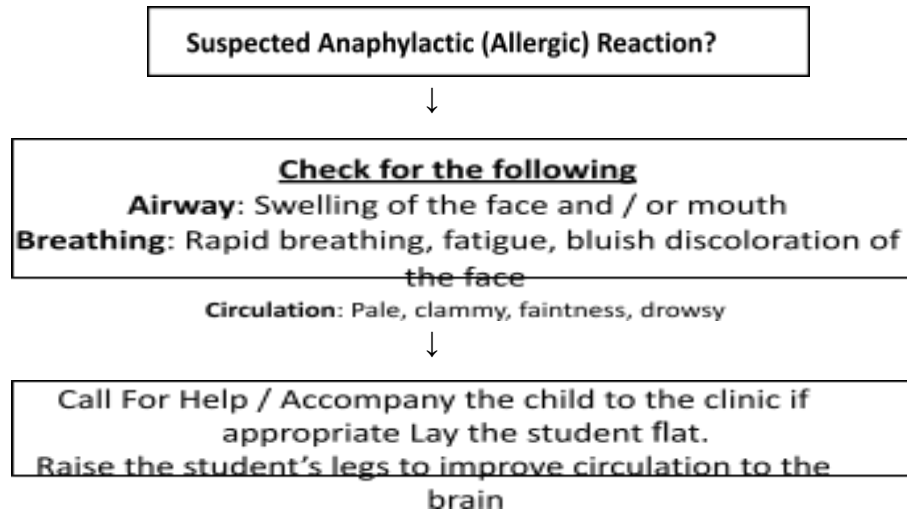 Suspected Anaphylactic (Allergic) Reaction?
↓
Check for the following
Airway: Swelling of the face and / or mouth
Breathing: Rapid breathing, fatigue, bluish discoloration of
the face
Circulation: Pale, clammy, faintness, drowsy
↓
Call For Help / Accompany the child to the clinic if
appropriate Lay the student flat.
Raise the student’s legs to improve circulation to the
brain